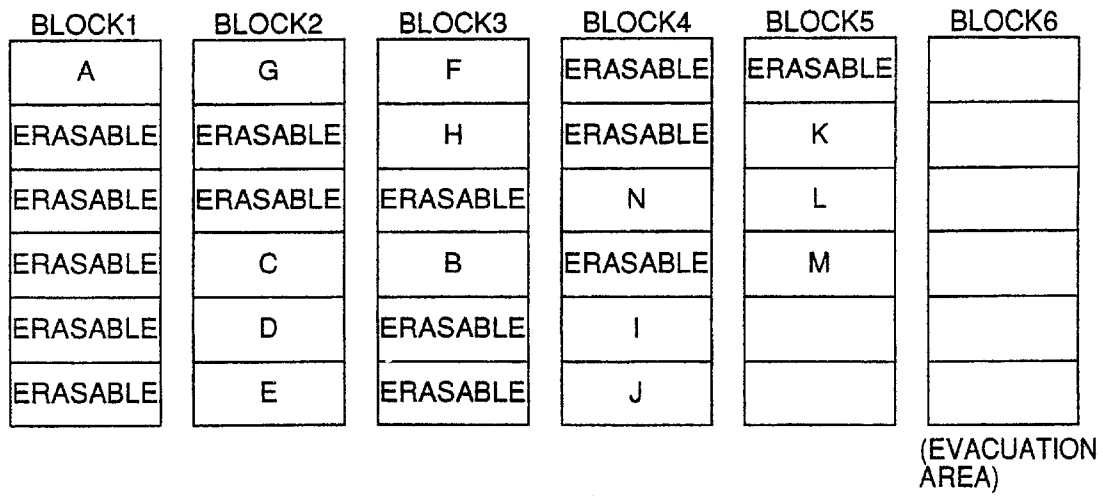 BLOCK1 BLOCK2 BLOCK3 BLOCK4 BLOCK5 BLOCK6
A G F ERASABLE ERASABLE
ERASABLE ERASABLE H ERASABLE K
ERASABLE ERASABLE ERASABLE N L
ERASABLE C B ERASABLE M
ERASABLE D ERASABLE I
ERASABLE E ERASABLE J
(EVACUATION
AREA)